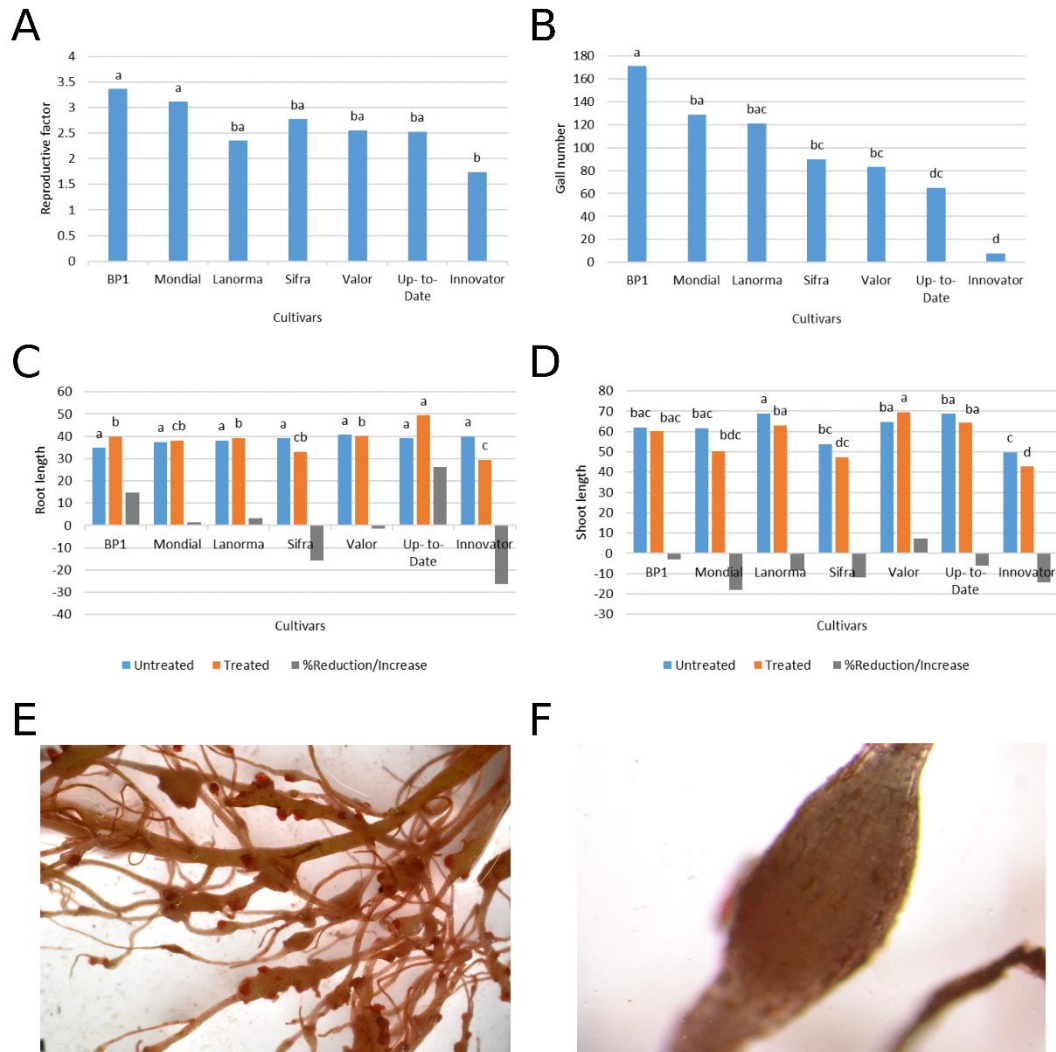 A
4
3.5
3
2.5
2
1.5
1
0.5
0
Reproductive factor
a
a
ba
ba
ba
ba
b
BP1
Mondial
Lanorma
Sifra
Valor
Up- to-
Date
Innovator
Cultivars
B
180
160
140
120
100
80
60
40
20
0
Gall number
a
ba
bac
bc
bc
dc
d
BP1
Mondial
Lanorma
Sifra
Valor
Up- to-
Date
Innovator
Cultivars
C
60
50
40
30
20
10
0
-10
-20
-30
-40
Root length
a b
a cb
a b
a cb
a b
a a
a c
BP1
Mondial
Lanorma
Sifra
Valor
Up- to-
Date
Innovator
Cultivars
Untreated Treated %Reduction/Increase
D
80
70
60
50
40
30
20
10
0
-10
-20
-30
Shoot length
bac bac
bac bdc
a ba
bc dc
ba a
ba ba
c d
BP1
Mondial
Lanorma
Sifra
Valor
Up- to-
Date
Innovator
Cultivars
Untreated Treated %Reduction/Increase
E
F